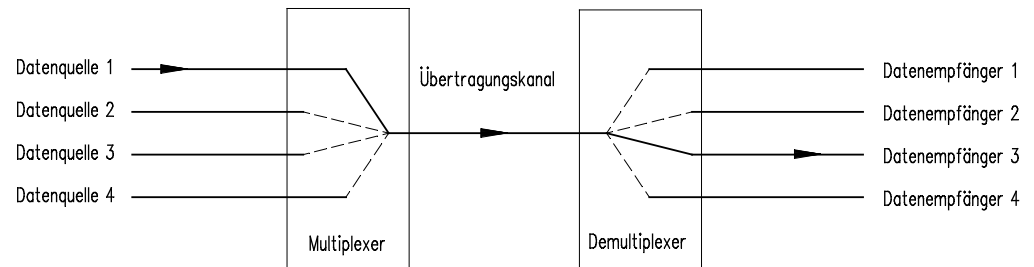 Datenquelle 1
Datenquelle 2
Datenquelle 3
Datenquelle 4
Multiplexer
Übertragungskanal
Demultiplexer
Datenempfänger 1
Datenempfänger 2
Datenempfänger 3
Datenempfänger 4